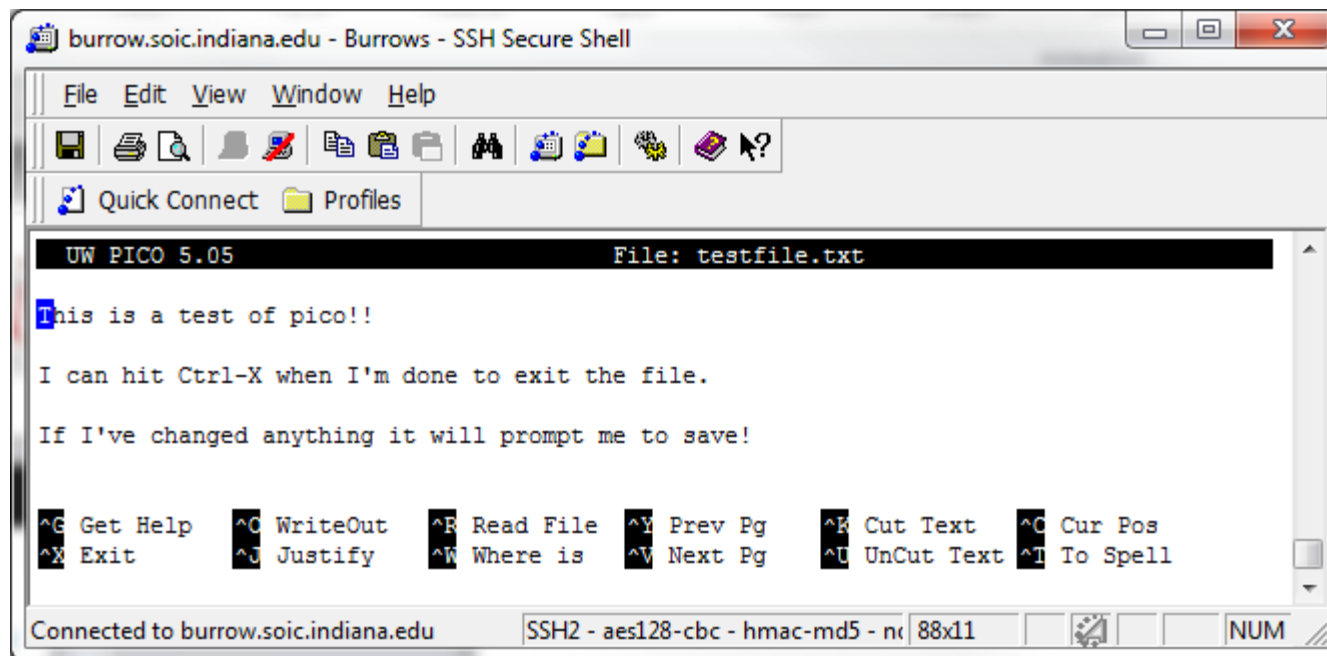 burrow.soic.indiana.edu - Burrows - SSH Secure Shell
File Edit View Window Help
Quick Connect Profiles
UW PICO 5.05 File: testfile.txt
This is a test of pico!!
I can hit Ctrl-X when I'm done to exit the file.
If I've changed anything it will prompt me to save!
^G Get Help ^O WriteOut ^R Read File ^Y Prev Pg ^K Cut Text ^C Cur Pos
^X Exit ^J Justify ^W Where is ^V Next Pg ^U UnCut Text ^T To Spell
Connected to burrow.soic.indiana.edu SSH2 - aes128-cbc - hmac-md5 - 88x11 NUM